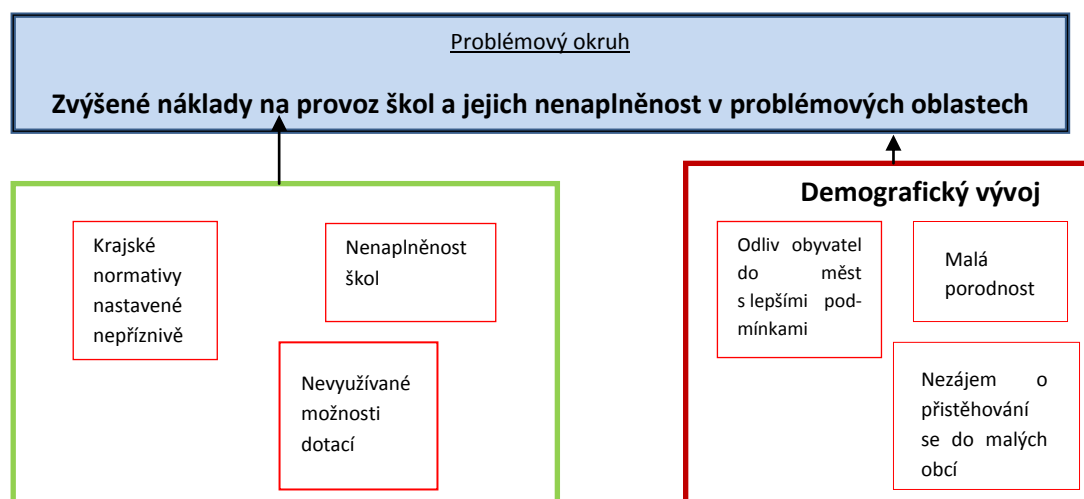 Problémový okruh
Zvýšené náklady na provoz škol a jejich nenaplněnost v problémových oblastech
Krajské
normativy
nastavené
nepříznivě
Nenaplněnost
škol
Nevyužívané
možnosti
dotací
Demografický vývoj
Odliv obyvatel
do měst
s lepšími pod-
mínkami
Malá
porodnost
Nezájem o
přistěhování
se do malých
obcí